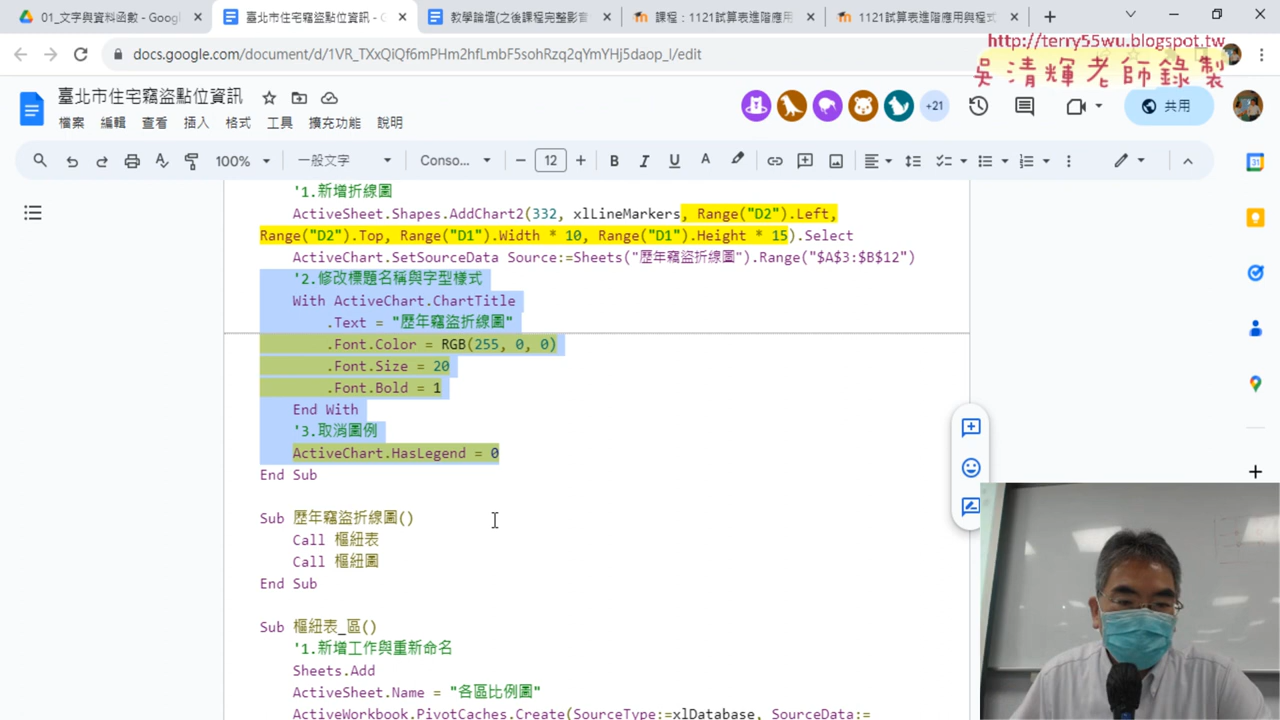 01_文字與資料函數 - Google
臺北市住宅竊盜點位資訊 - G
教學論壇(之後課程完整影音
課程：1121試算表進階應用
1121試算表進階應用與程式
docs.google.com/document/d/1VR_TXxQiQf6mPHm2hflLmbF5sohRzq2qYmYHj5daop_I/edit
http://terry55wu.blogspot.tw
吳清輝老師錄製
臺北市住宅竊盜點位資訊
檔案 編輯 查看 插入 格式 工具 擴充功能 說明
+21
共用
100% 一般文字 Conso... 12 B I U A
'1.新增折線圖
ActiveSheet.Shapes.AddChart2(332, xlLineMarkers, Range("D2").Left,
Range("D2").Top, Range("D1").Width * 10, Range("D1").Height * 15).Select
ActiveChart.SetSourceData Source:=Sheets("歷年竊盜折線圖").Range("$A$3:$B$12")
'2.修改標題名稱與字型樣式
With ActiveChart.ChartTitle
.Text = "歷年竊盜折線圖"
.Font.Color = RGB(255, 0, 0)
.Font.Size = 20
.Font.Bold = 1
End With
'3.取消圖例
ActiveChart.HasLegend = 0
End Sub
Sub 歷年竊盜折線圖()
Call 樞紐表
Call 樞紐圖
End Sub
Sub 樞紐表_區()
'1.新增工作與重新命名
Sheets.Add
ActiveSheet.Name = "各區比例圖"
ActiveWorkbook.PivotCaches.Create(SourceType:=xlDatabase, SourceData:=